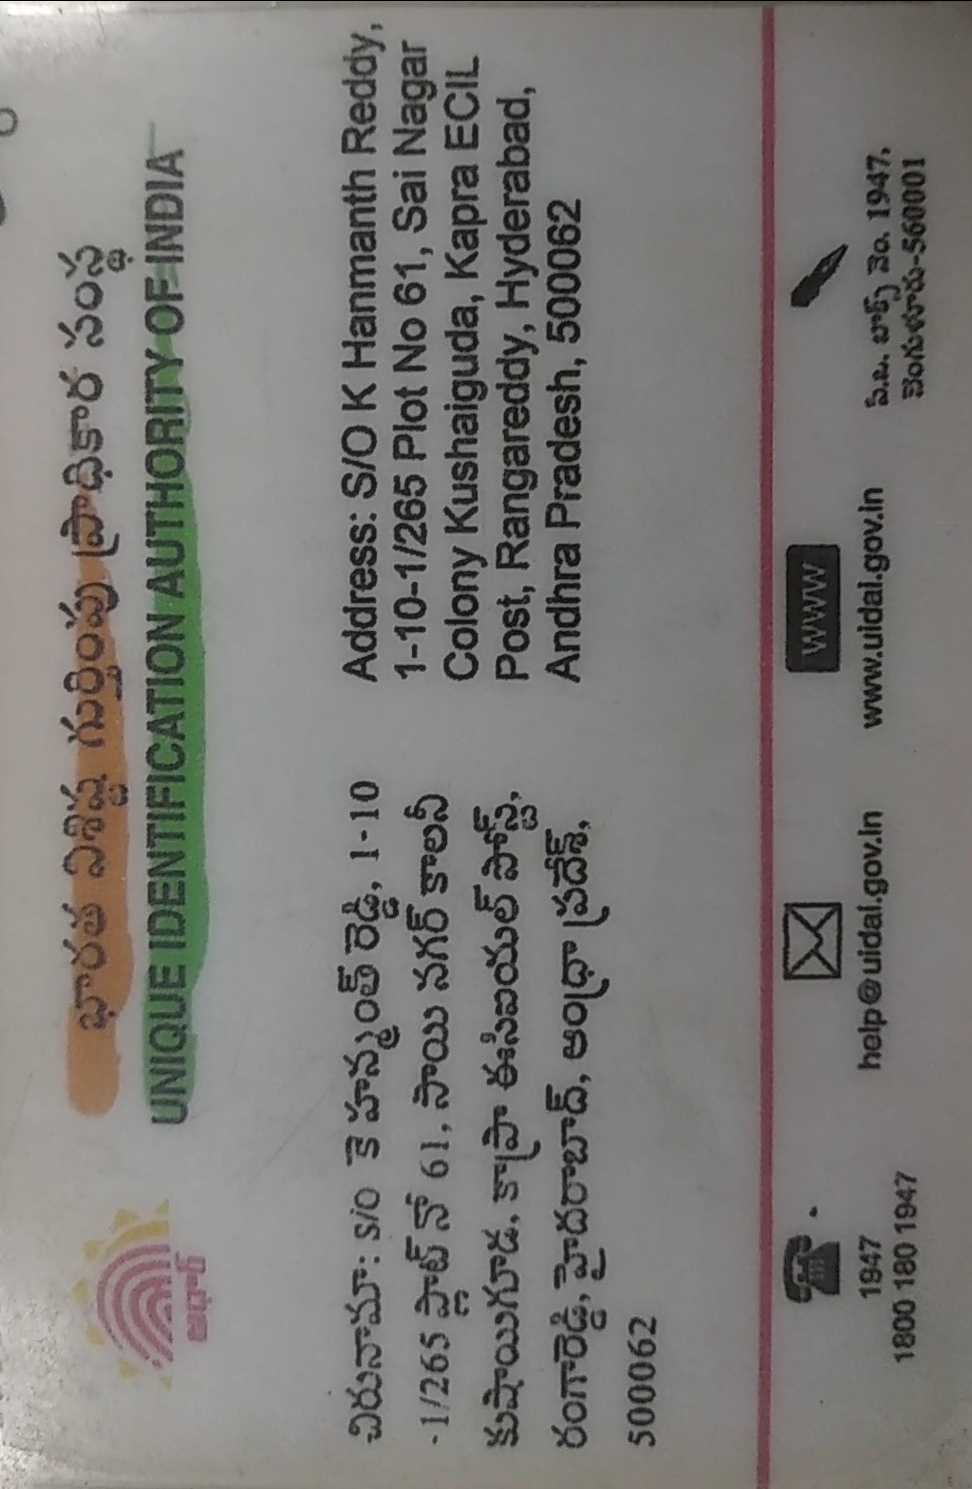 భారత విశిష్ట గుర్తింపు ప్రాధికార సంస్థ
UNIQUE IDENTIFICATION AUTHORITY OF INDIA
ఆధార్
చిరునామా: S/O కె హన్మంత్ రెడ్డి, 1-10
-1/265 ప్లాట్ నో 61, సాయి నగర్ కాలనీ
కుషాయిగూడ, కాప్రా ఈసిఐయల్ పోస్ట్,
రంగారెడ్డి, హైదరాబాద్, ఆంధ్రా ప్రదేశ్,
500062
Address: S/O K Hanmanth Reddy,
1-10-1/265 Plot No 61, Sai Nagar
Colony Kushaiguda, Kapra ECIL
Post, Rangareddy, Hyderabad,
Andhra Pradesh, 500062
1947
1800 180 1947
help@uidai.gov.in
WWW
www.uidai.gov.in
పి.బి. బాక్స్ నెం. 1947,
బెంగుళూరు-560001